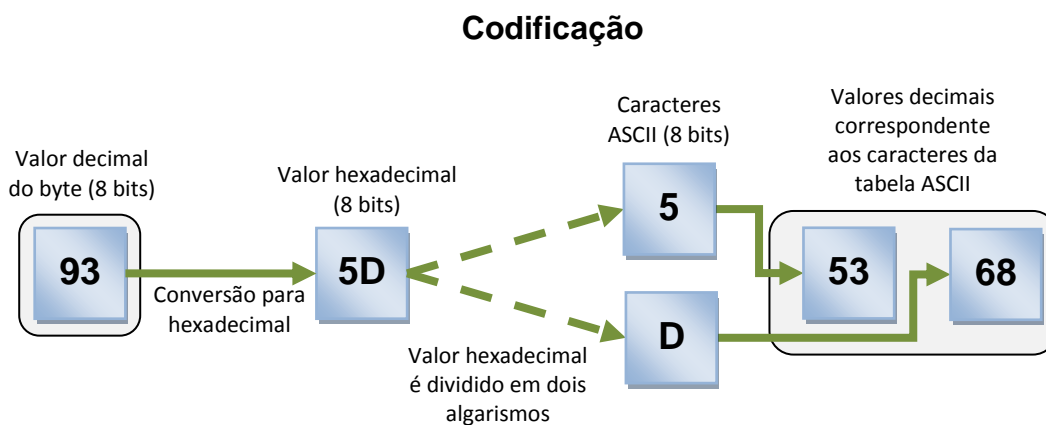 Codificação
Valor decimal
do byte (8 bits)
93
Conversão para
hexadecimal
Valor hexadecimal
(8 bits)
5D
Valor hexadecimal
é dividido em dois
algarismos
Caracteres
ASCII (8 bits)
5
D
Valores decimais
correspondente
aos caracteres da
tabela ASCII
53
68